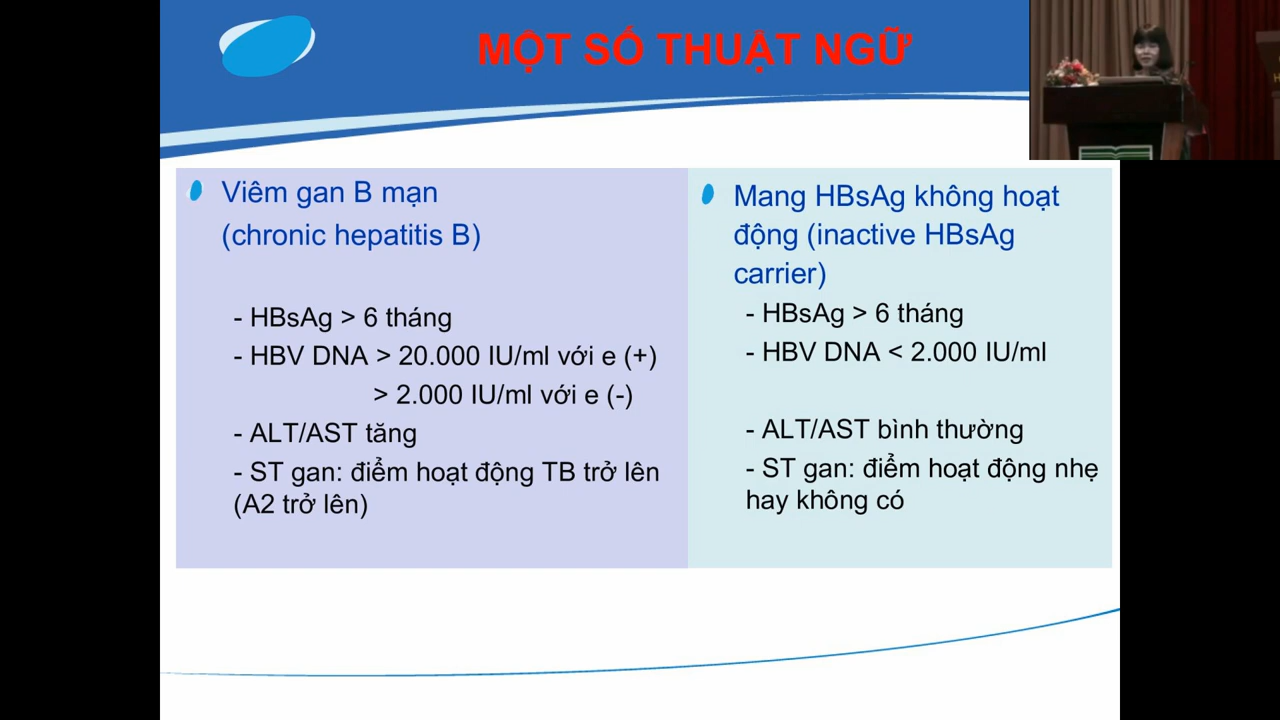 MỘT SỐ THUẬT NGỮ
Viêm gan B mạn
(chronic hepatitis B)
- HBsAg > 6 tháng
- HBV DNA > 20.000 IU/ml với e (+)
> 2.000 IU/ml với e (-)
- ALT/AST tăng
- ST gan: điểm hoạt động TB trở lên
(A2 trở lên)
Mang HBsAg không hoạt
động (inactive HBsAg
carrier)
- HBsAg > 6 tháng
- HBV DNA < 2.000 IU/ml
- ALT/AST bình thường
- ST gan: điểm hoạt động nhẹ
hay không có